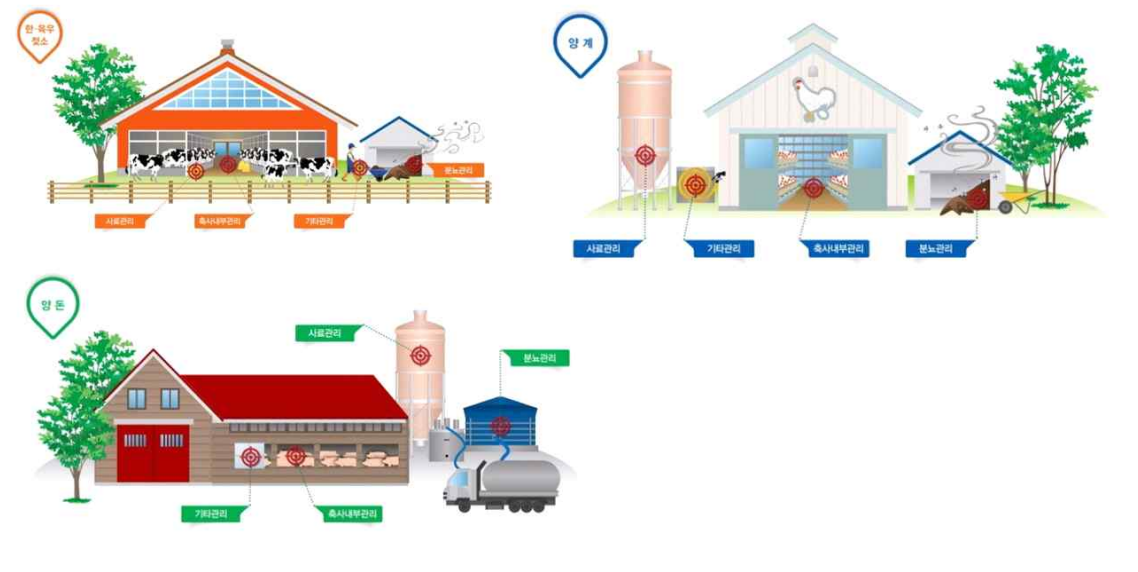 한·육우
젖소
분뇨관리
사료관리
축사내부관리
기타관리
양 계
사료관리
기타관리
축사내부관리
분뇨관리
양 돈
사료관리
분뇨관리
기타관리
축사내부관리